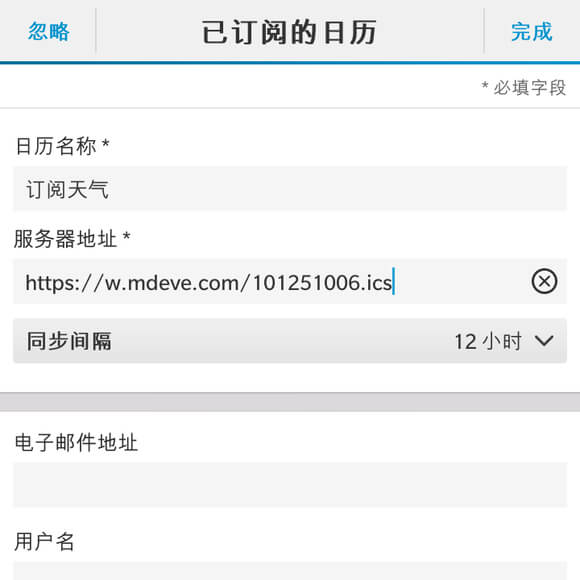 忽略 已订阅的日历 完成
* 必填字段
日历名称 *
订阅天气
服务器地址 *
https://w.mdeve.com/101251006.ics
同步间隔 12 小时
电子邮件地址
用户名